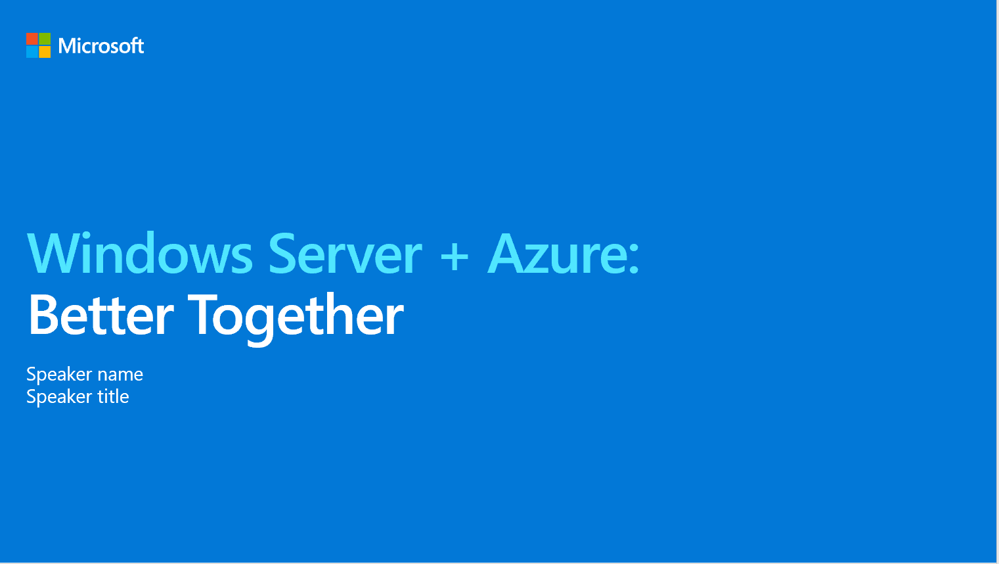 Microsoft
Windows Server + Azure:
Better Together
Speaker name
Speaker title